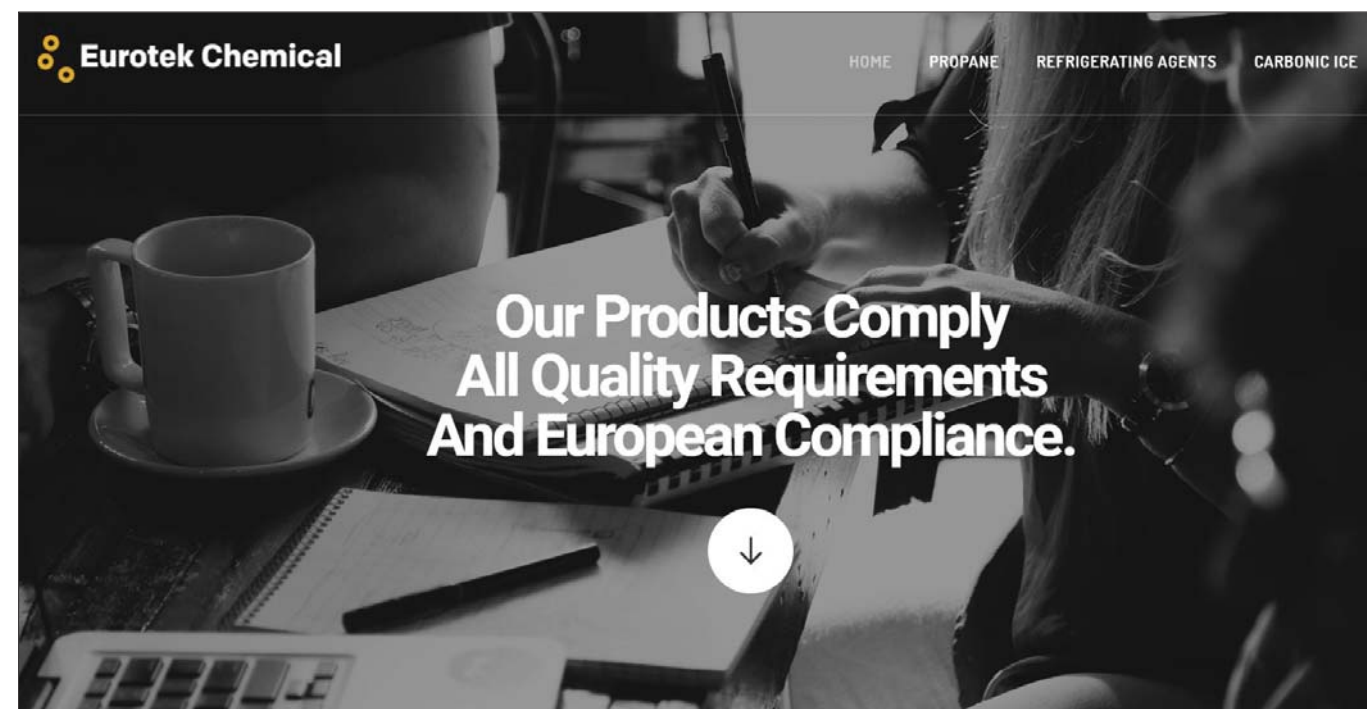 Eurotek Chemical
HOME PROPANE REFRIGERATING AGENTS CARBONIC ICE
Our Products Comply
All Quality Requirements
And European Compliance.